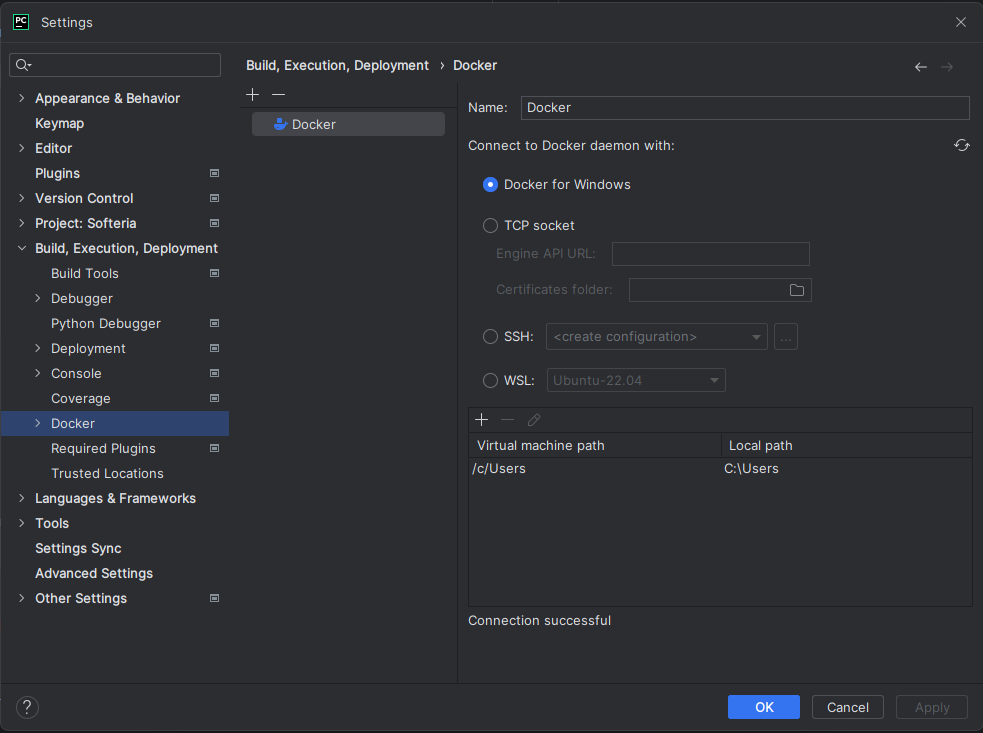 PC Settings
Build, Execution, Deployment › Docker
Appearance & Behavior
Keymap
Editor
Plugins
Version Control
Project: Softeria
Build, Execution, Deployment
Build Tools
Debugger
Python Debugger
Deployment
Console
Coverage
Docker
Required Plugins
Trusted Locations
Languages & Frameworks
Tools
Settings Sync
Advanced Settings
Other Settings
Docker
Name: Docker
Connect to Docker daemon with:
Docker for Windows
TCP socket
Engine API URL:
Certificates folder:
SSH: <create configuration> ...
WSL: Ubuntu-22.04
Virtual machine path Local path
/c/Users C:\Users
Connection successful
? OK Cancel Apply